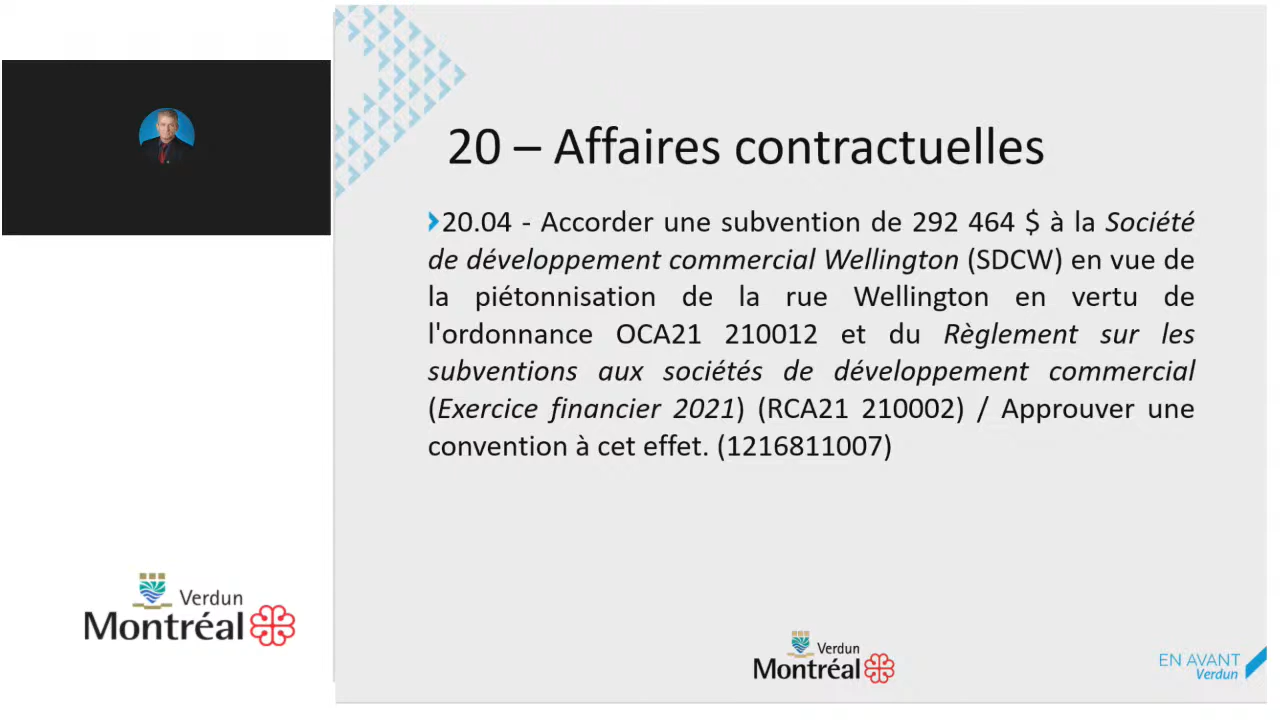 20 – Affaires contractuelles
20.04 - Accorder une subvention de 292 464 $ à la Société
de développement commercial Wellington (SDCW) en vue de
la piétonnisation de la rue Wellington en vertu de
l'ordonnance OCA21 210012 et du Règlement sur les
subventions aux sociétés de développement commercial
(Exercice financier 2021) (RCA21 210002) / Approuver une
convention à cet effet. (1216811007)
Verdun
Montréal
Verdun
Montréal
EN AVANT
Verdun